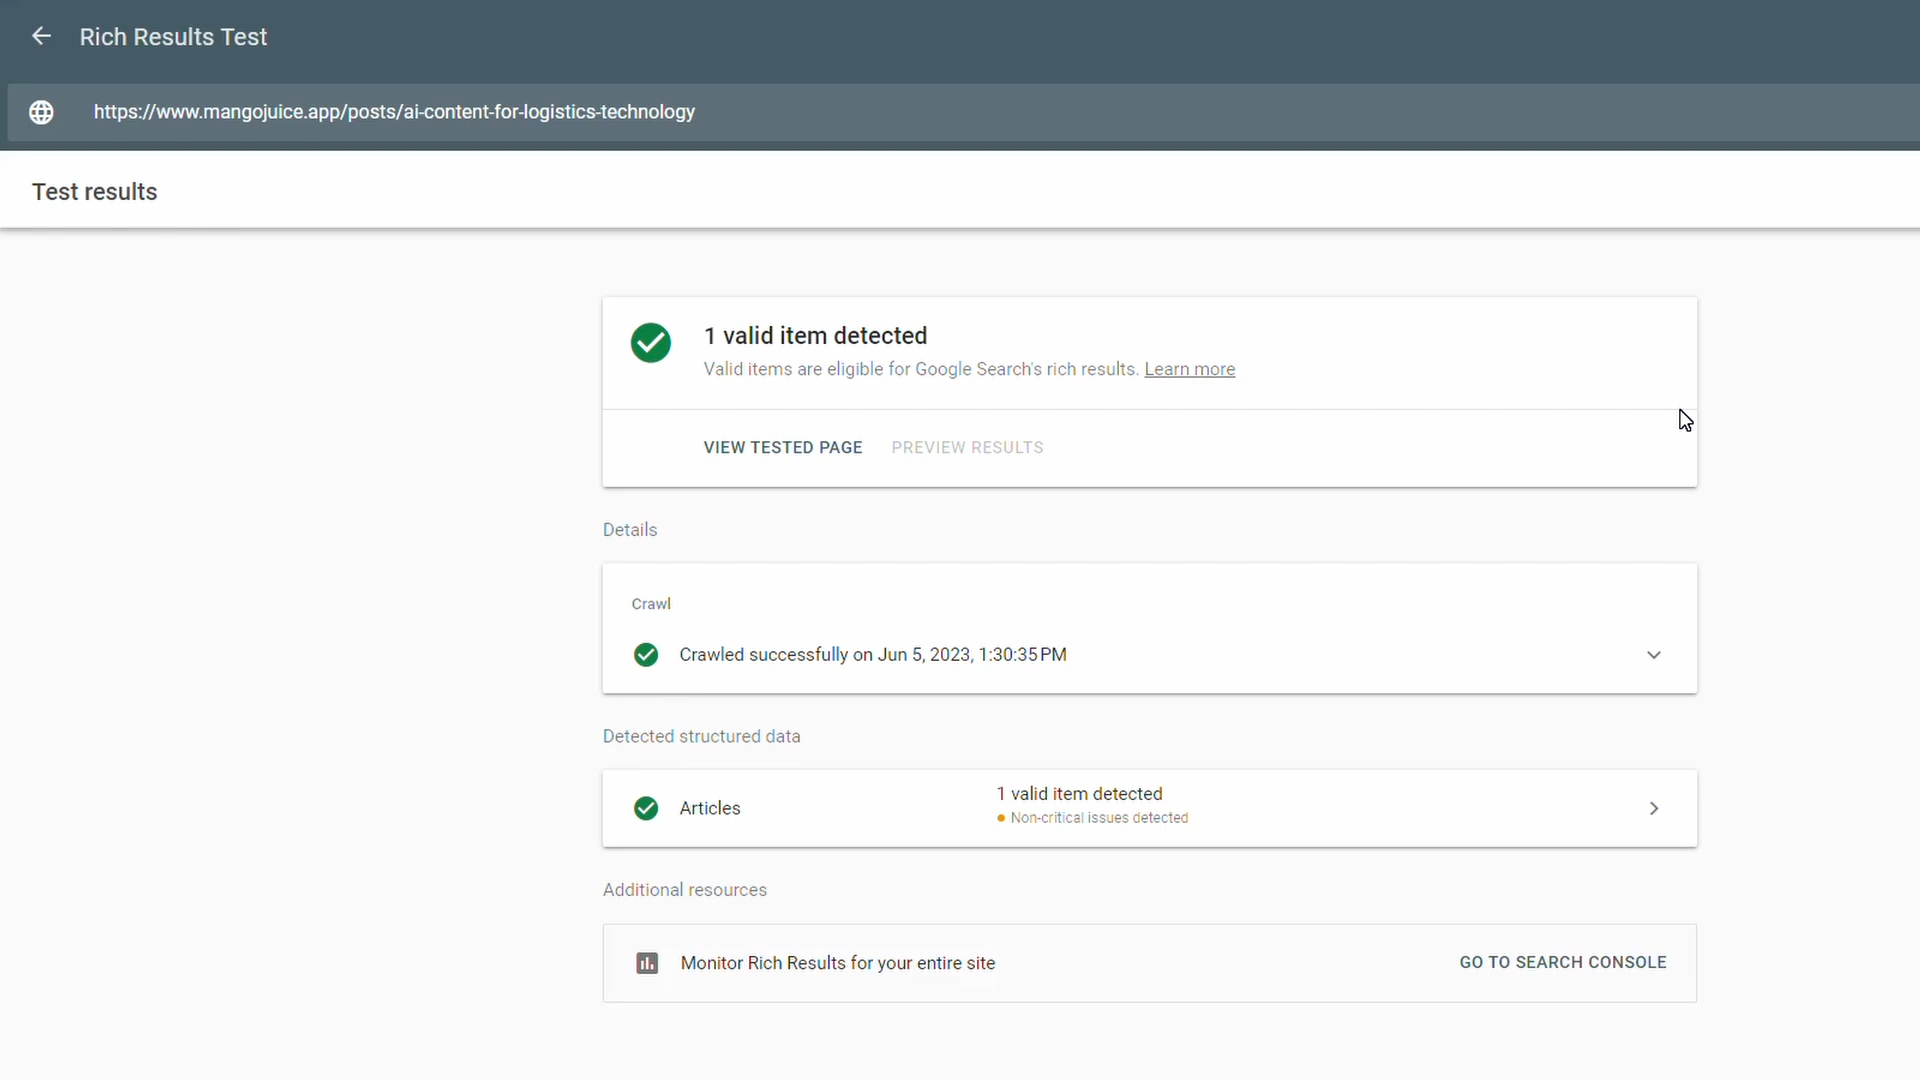 Rich Results Test
https://www.mangojuice.app/posts/ai-content-for-logistics-technology
Test results
1 valid item detected
Valid items are eligible for Google Search's rich results. Learn more
VIEW TESTED PAGE PREVIEW RESULTS
Details
Crawl
Crawled successfully on Jun 5, 2023, 1:30:35 PM
Detected structured data
Articles
1 valid item detected
Non-critical issues detected
Additional resources
Monitor Rich Results for your entire site GO TO SEARCH CONSOLE